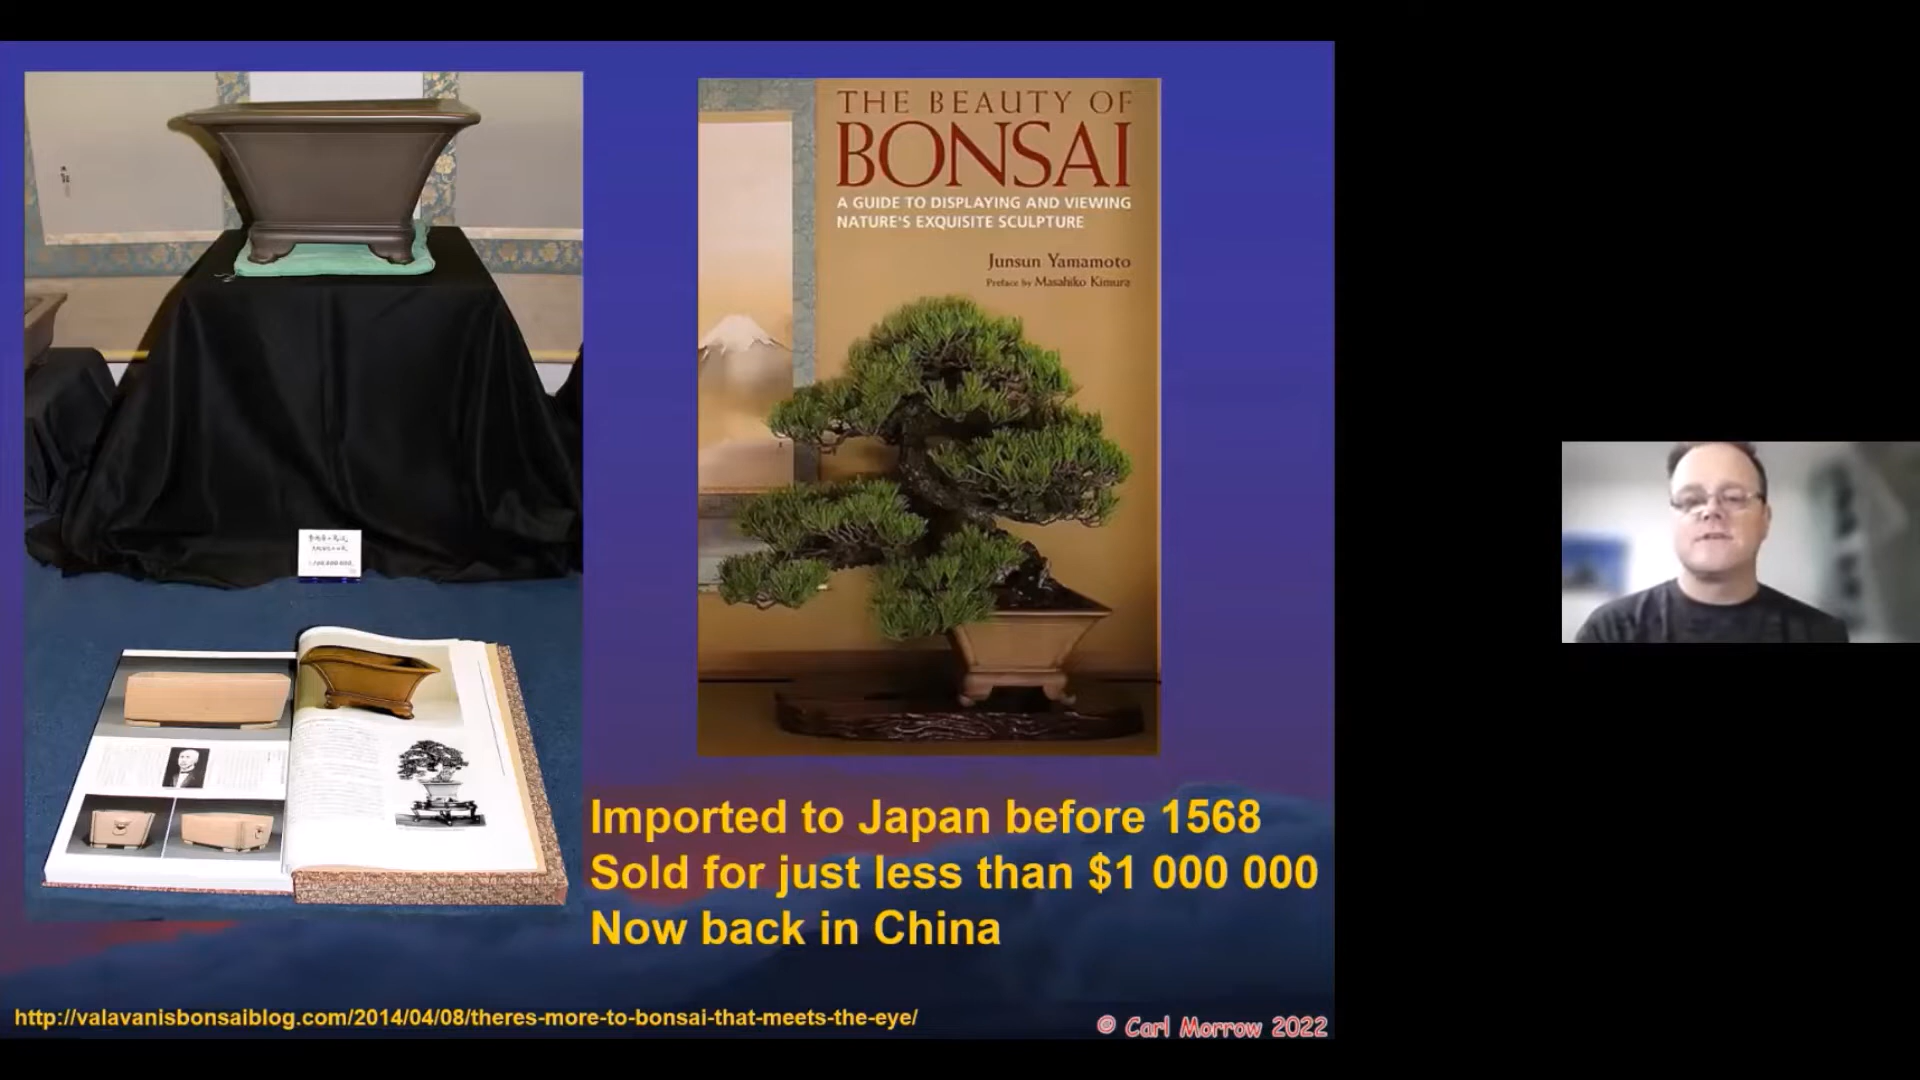 THE BEAUTY OF
BONSAI
A GUIDE TO DISPLAYING AND VIEWING
NATURE'S EXQUISITE SCULPTURE
Junsun Yamamoto
Preface by Masahiko Kimura
Imported to Japan before 1568
Sold for just less than $1 000 000
Now back in China
http://valavanisbonsaiblog.com/2014/04/08/theres-more-to-bonsai-that-meets-the-eye/
© Carl Morrow 2022